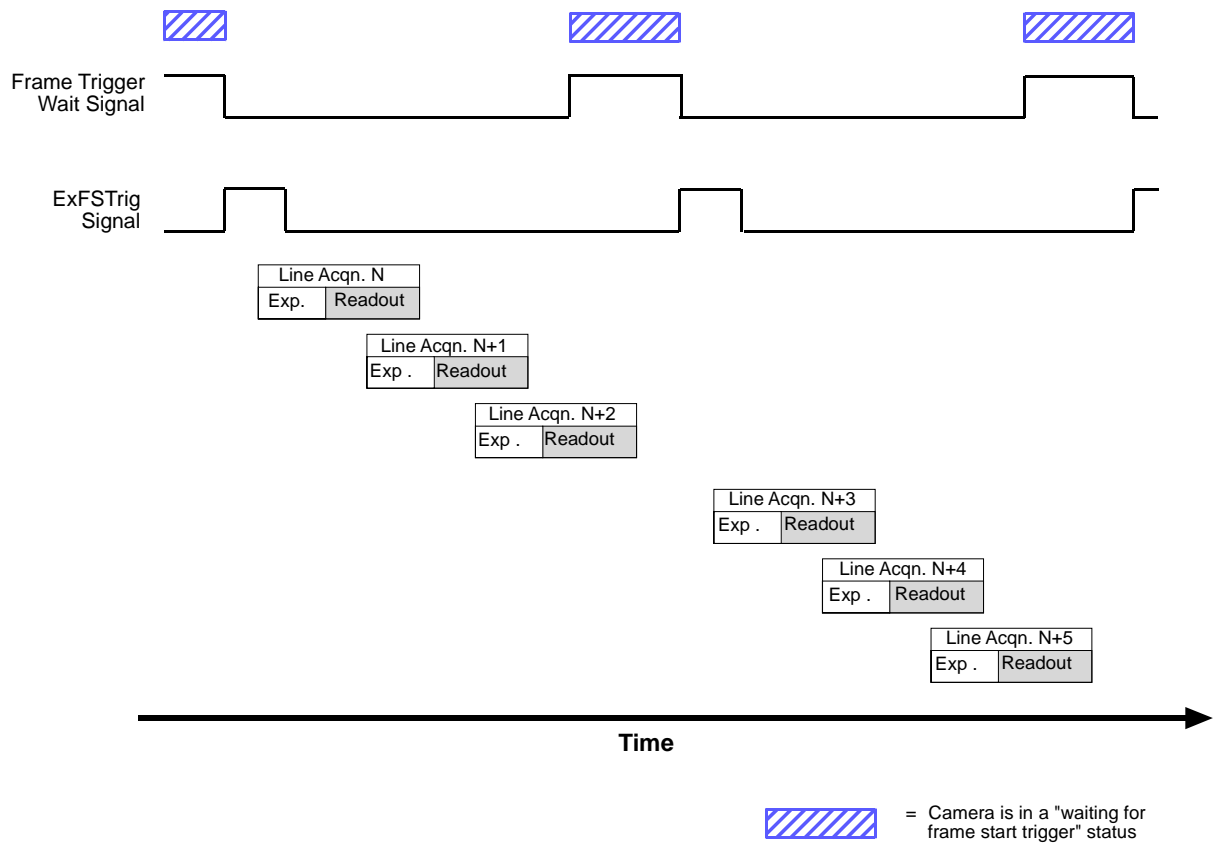 Frame Trigger
Wait Signal
ExFSTrig
Signal
Line Acqn. N
Exp. Readout
Line Acqn. N+1
Exp . Readout
Line Acqn. N+2
Exp . Readout
Line Acqn. N+3
Exp . Readout
Line Acqn. N+4
Exp . Readout
Line Acqn. N+5
Exp . Readout
Time
= Camera is in a "waiting for
frame start trigger" status